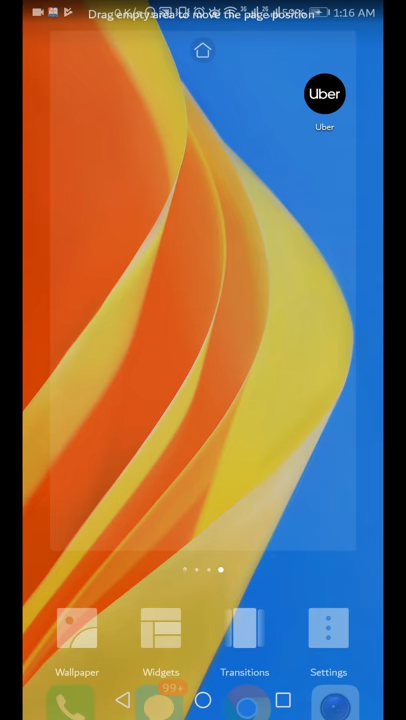 Drag empty area to move the page position
1:16 AM
Uber
Uber
Wallpaper
Widgets
Transitions
Settings
99+